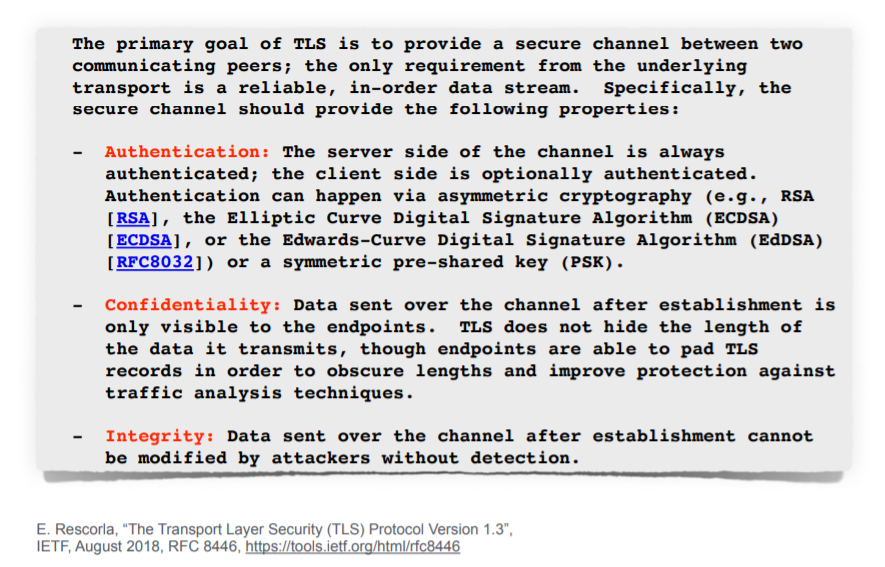 The primary goal of TLS is to provide a secure channel between two
communicating peers; the only requirement from the underlying
transport is a reliable, in-order data stream.  Specifically, the
secure channel should provide the following properties:
-  Authentication: The server side of the channel is always
authenticated; the client side is optionally authenticated.
Authentication can happen via asymmetric cryptography (e.g., RSA
[RSA], the Elliptic Curve Digital Signature Algorithm (ECDSA)
[ECDSA], or the Edwards-Curve Digital Signature Algorithm (EdDSA)
[RFC8032]) or a symmetric pre-shared key (PSK).
-  Confidentiality: Data sent over the channel after establishment is
only visible to the endpoints.  TLS does not hide the length of
the data it transmits, though endpoints are able to pad TLS
records in order to obscure lengths and improve protection against
traffic analysis techniques.
-  Integrity: Data sent over the channel after establishment cannot
be modified by attackers without detection.
E. Rescorla, “The Transport Layer Security (TLS) Protocol Version 1.3”,
IETF, August 2018, RFC 8446, https://tools.ietf.org/html/rfc8446